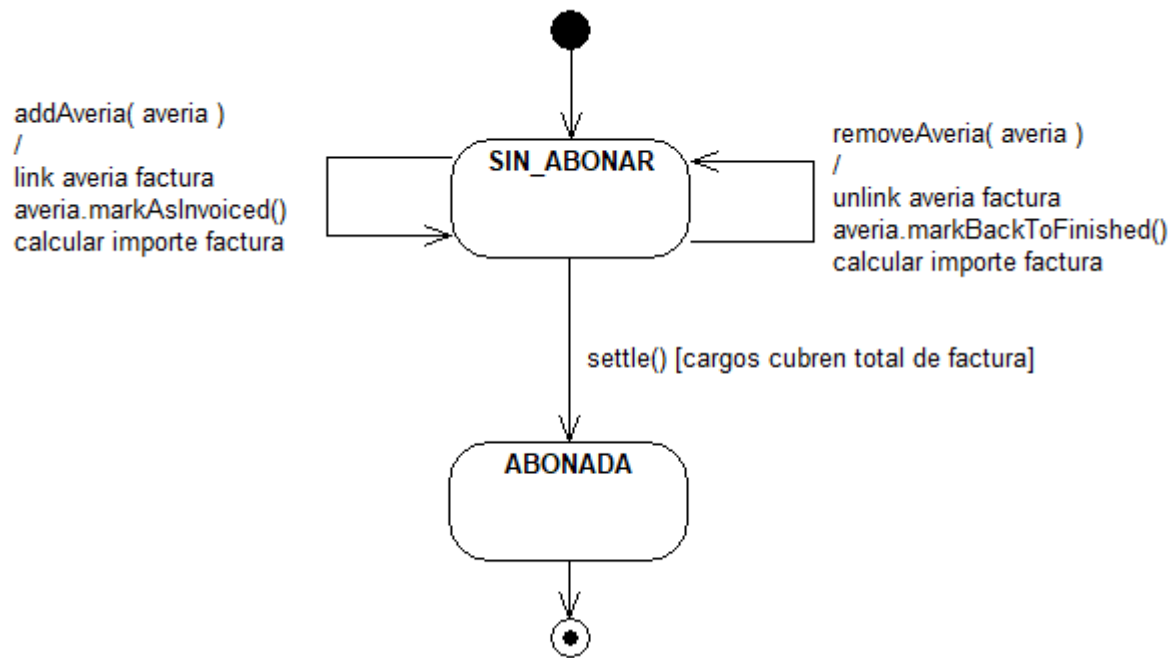 addAveria( averia )
/
link averia factura
averia.markAsInvoiced()
calcular importe factura
SIN_ABONAR
removeAveria( averia )
/
unlink averia factura
averia.markBackToFinished()
calcular importe factura
settle() [cargos cubren total de factura]
ABONADA